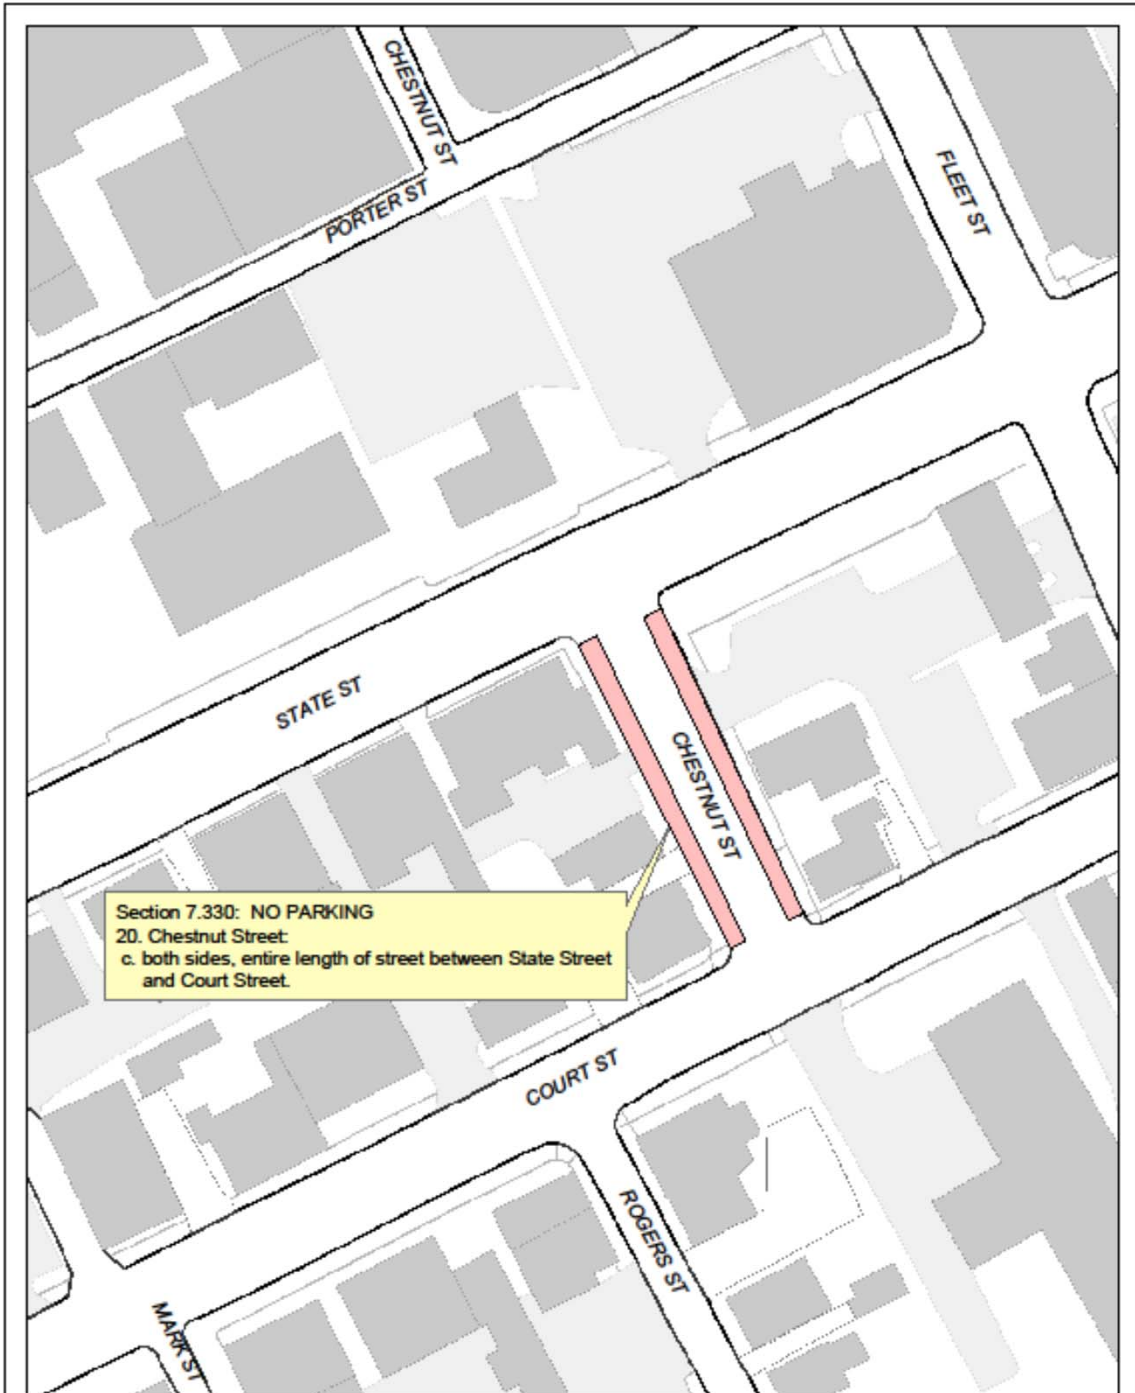 CHESTNUT ST
PORTER ST
FLEET ST
STATE ST
CHESTNUT ST
Section 7.330:  NO PARKING
20. Chestnut Street:
c. both sides, entire length of street between State Street
and Court Street.
COURT ST
ROGERS ST
MARK ST